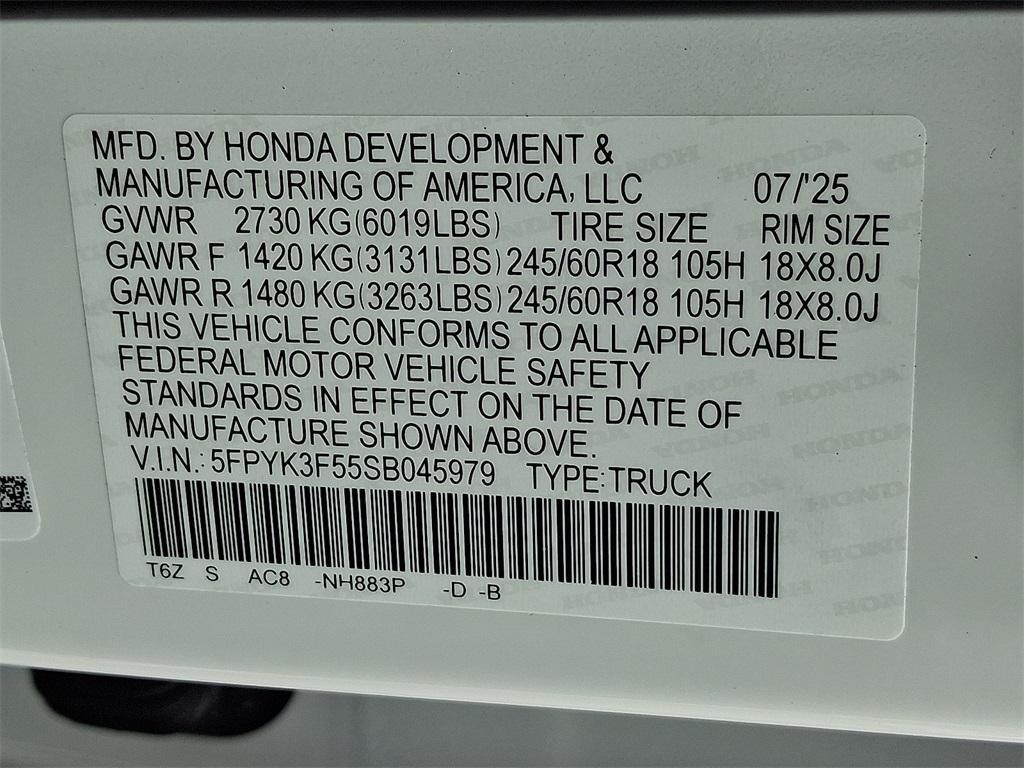 MFD. BY HONDA DEVELOPMENT &
MANUFACTURING OF AMERICA, LLC 07/'25
GVWR 2730 KG(6019LBS) TIRE SIZE RIM SIZE
GAWR F 1420 KG(3131LBS) 245/60R18 105H 18X8.0J
GAWR R 1480 KG(3263LBS) 245/60R18 105H 18X8.0J
THIS VEHICLE CONFORMS TO ALL APPLICABLE
FEDERAL MOTOR VEHICLE SAFETY
STANDARDS IN EFFECT ON THE DATE OF
MANUFACTURE SHOWN ABOVE.
V.I.N.: 5FPYK3F55SB045979 TYPE:TRUCK
T6Z S AC8 -NH883P -D -B